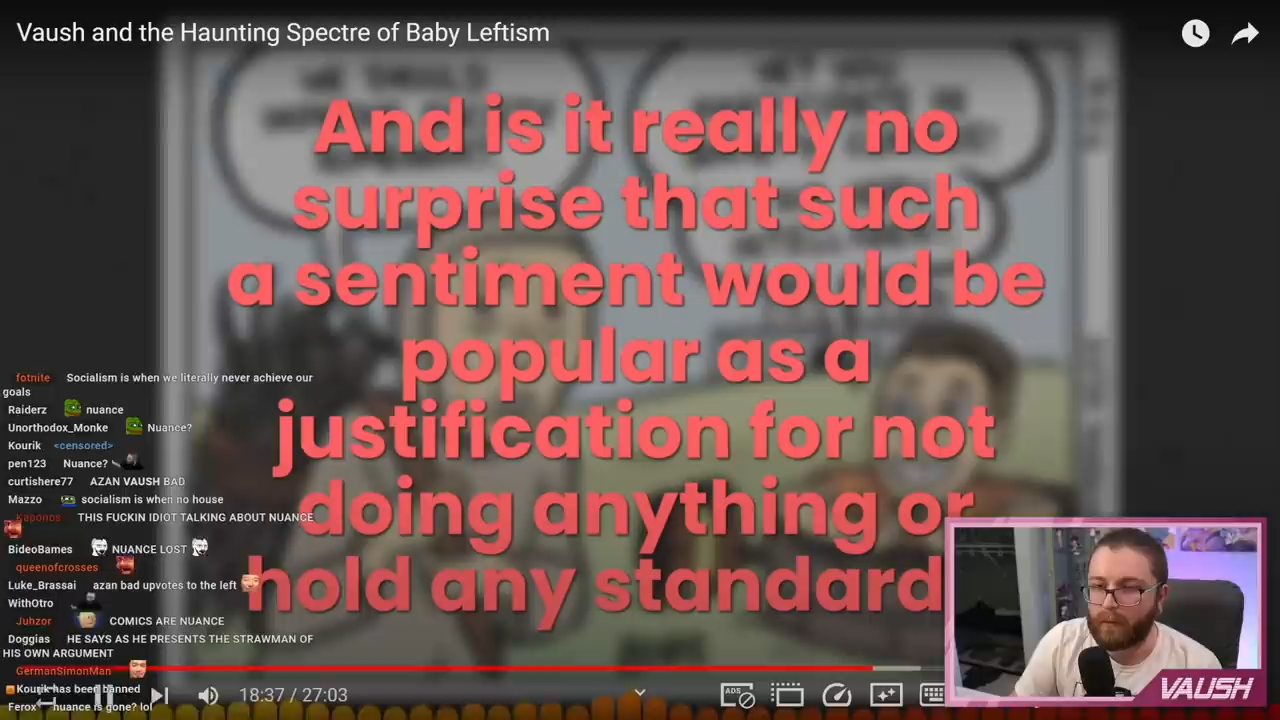 Vaush and the Haunting Spectre of Baby Leftism
And is it really no
surprise that such
a sentiment would be
popular as a
justification for not
doing anything or
hold any standard
fotnite Socialism is when we literally never achieve our
goals
Raiderz nuance
Unorthodox_Monke Nuance?
Kourik <censored>
pen123 Nuance?
curtishere77 AZAN VAUSH BAD
Mazzo socialism is when no house
Kaponos THIS FUCKIN IDIOT TALKING ABOUT NUANCE
BideoBames NUANCE LOST
queenofcrosses
Luke_Brassai azan bad upvotes to the left
WithOtro
Juhzor COMICS ARE NUANCE
Doggias HE SAYS AS HE PRESENTS THE STRAWMAN OF
HIS OWN ARGUMENT
GermanSimonMan
Kourik has been banned
Ferox nuance is gone? lol
18:37 / 27:03
ADS
VAUSH